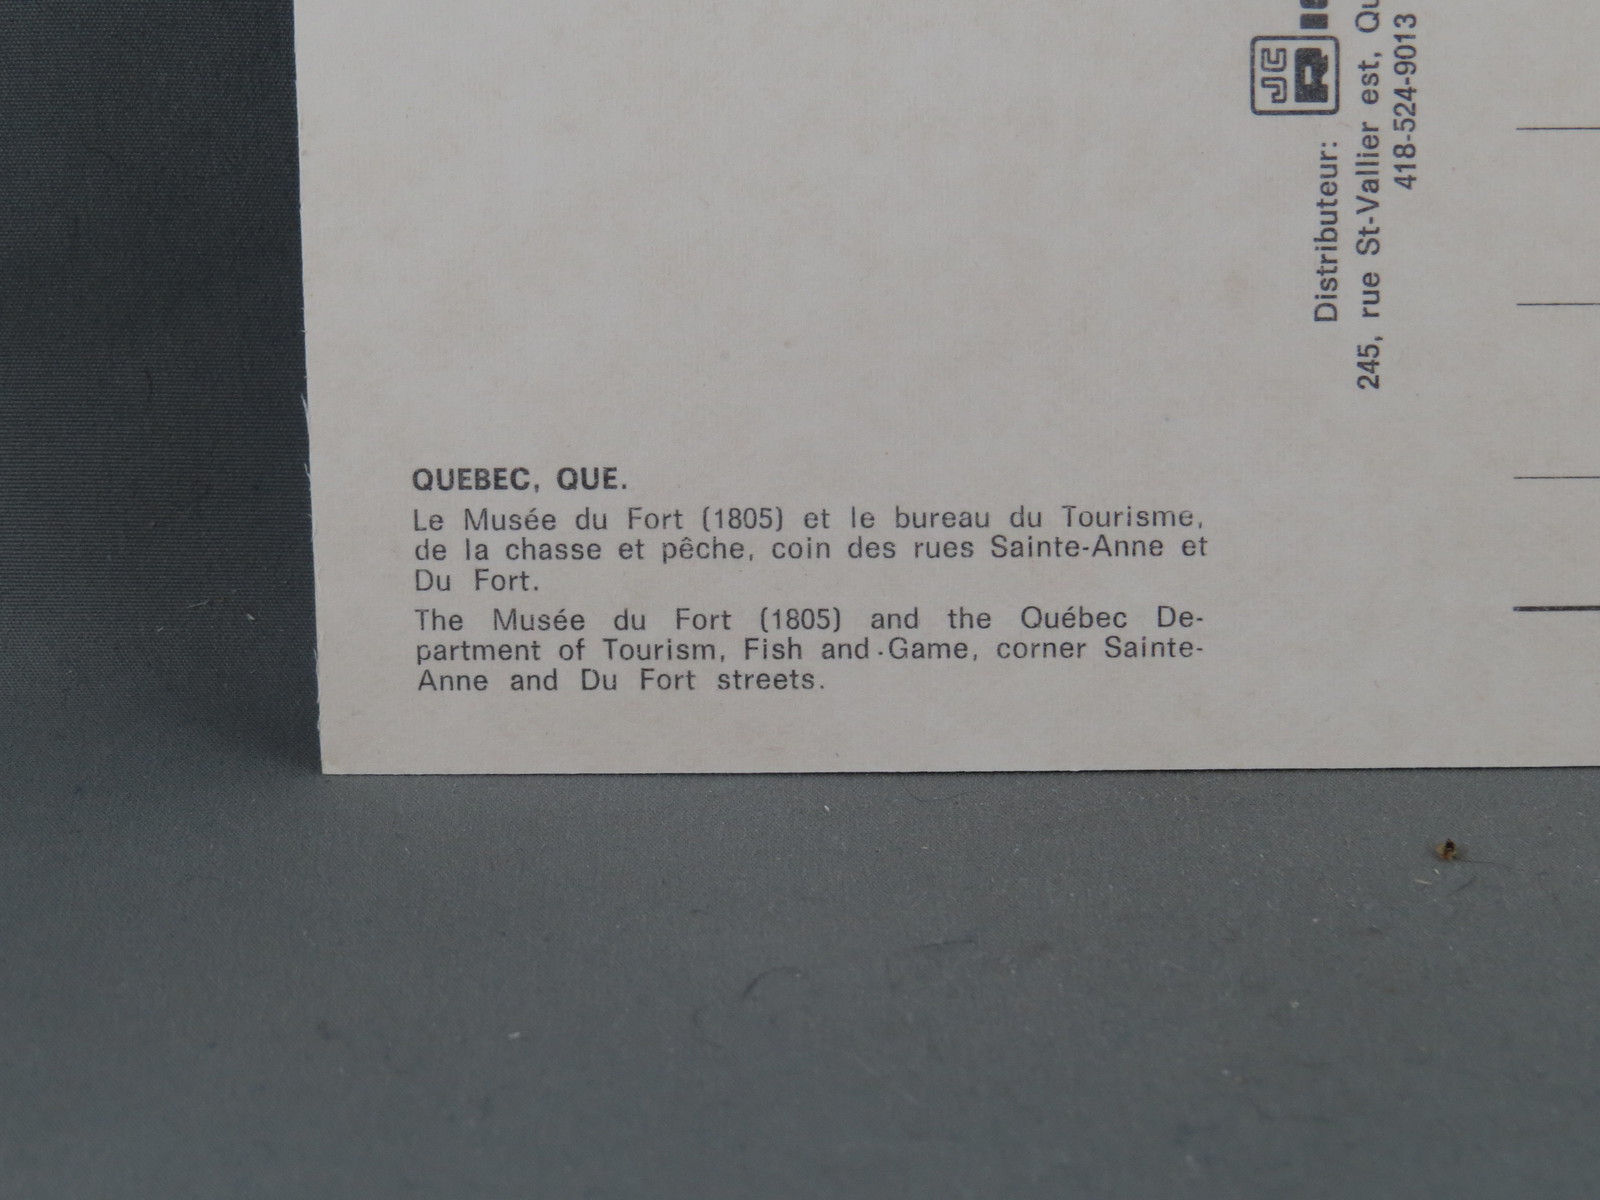 QUEBEC, QUE.
Le Musée du Fort (1805) et le bureau du Tourisme,
de la chasse et pêche, coin des rues Sainte-Anne et
Du Fort.
The Musée du Fort (1805) and the Québec De-
partment of Tourism, Fish and Game, corner Sainte-
Anne and Du Fort streets.
Distributeur: JC R
245, rue St-Vallier est,
418-524-9013